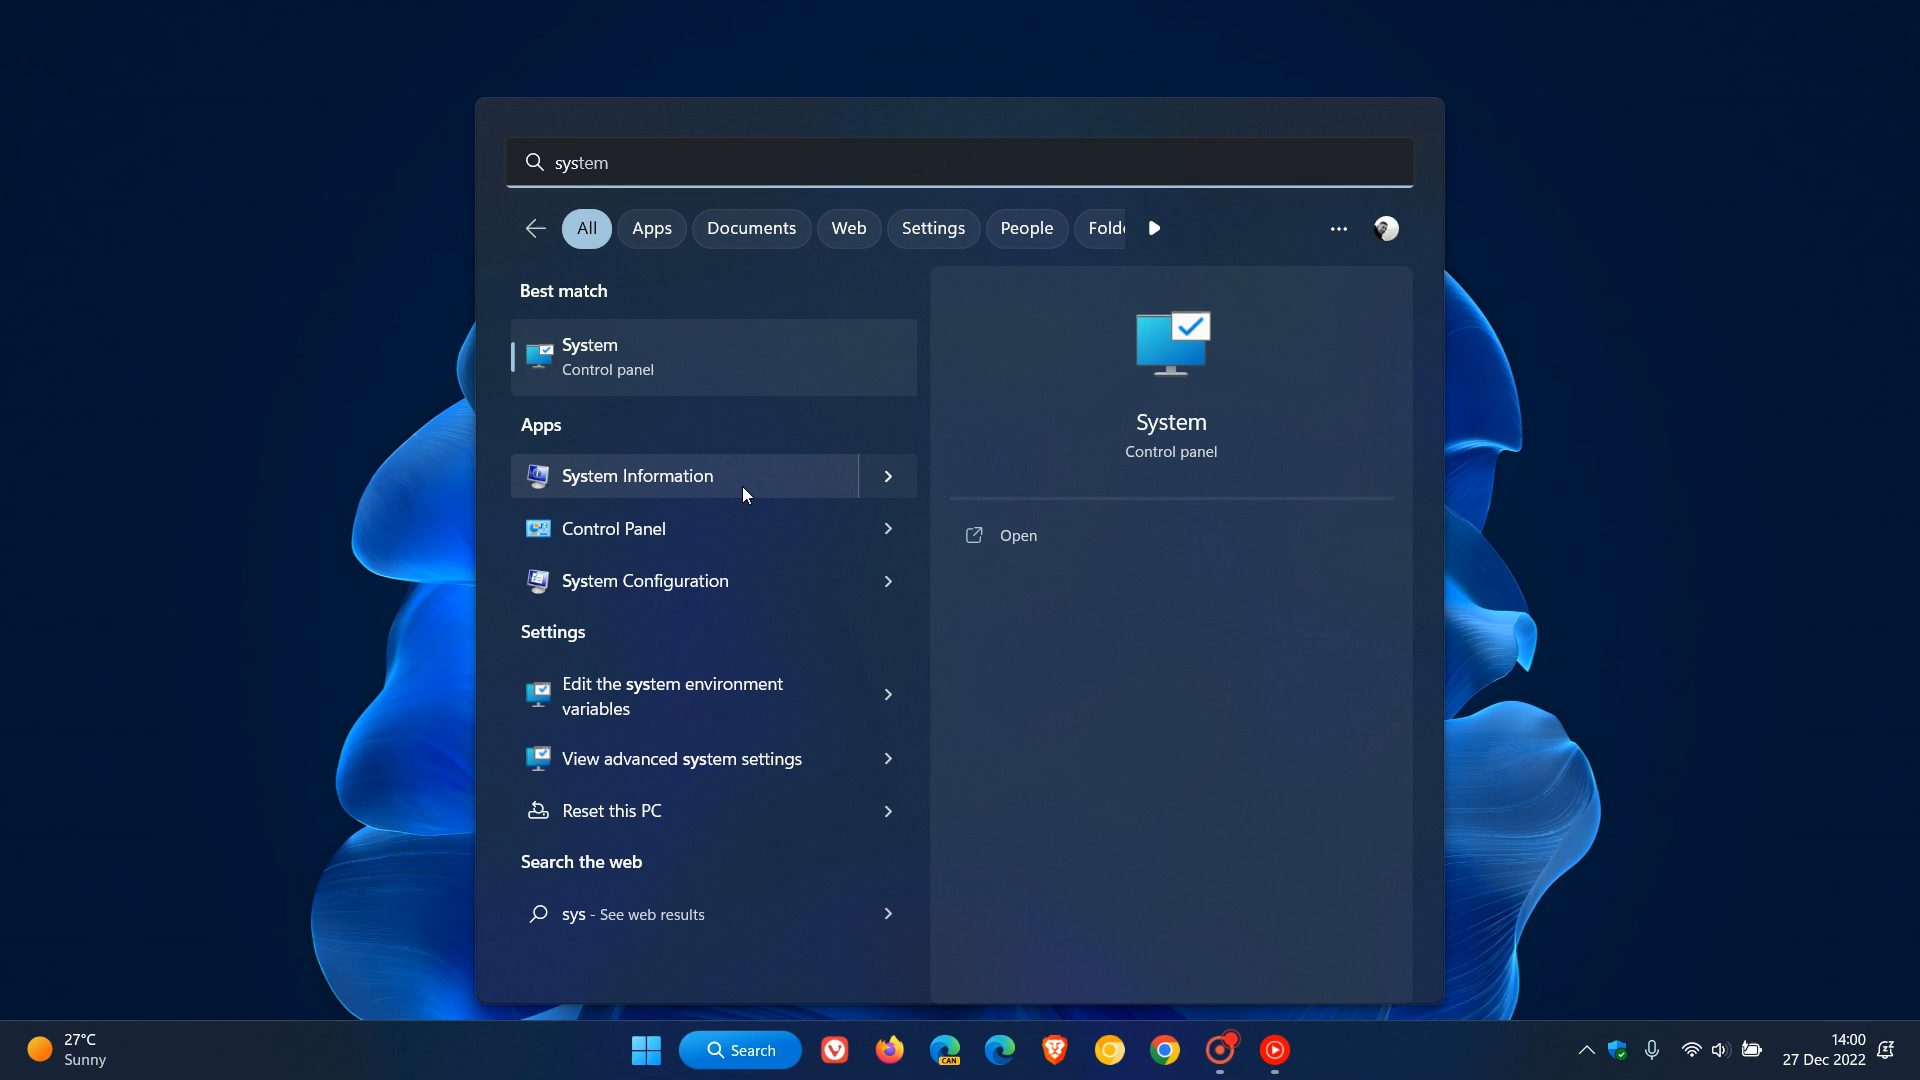 system
All Apps Documents Web Settings People Folde
Best match
System
Control panel
Apps
System Information
Control Panel
System Configuration
Settings
Edit the system environment
variables
View advanced system settings
Reset this PC
Search the web
sys - See web results
System
Control panel
Open
27°C
Sunny
Search
CAN
14:00
27 Dec 2022